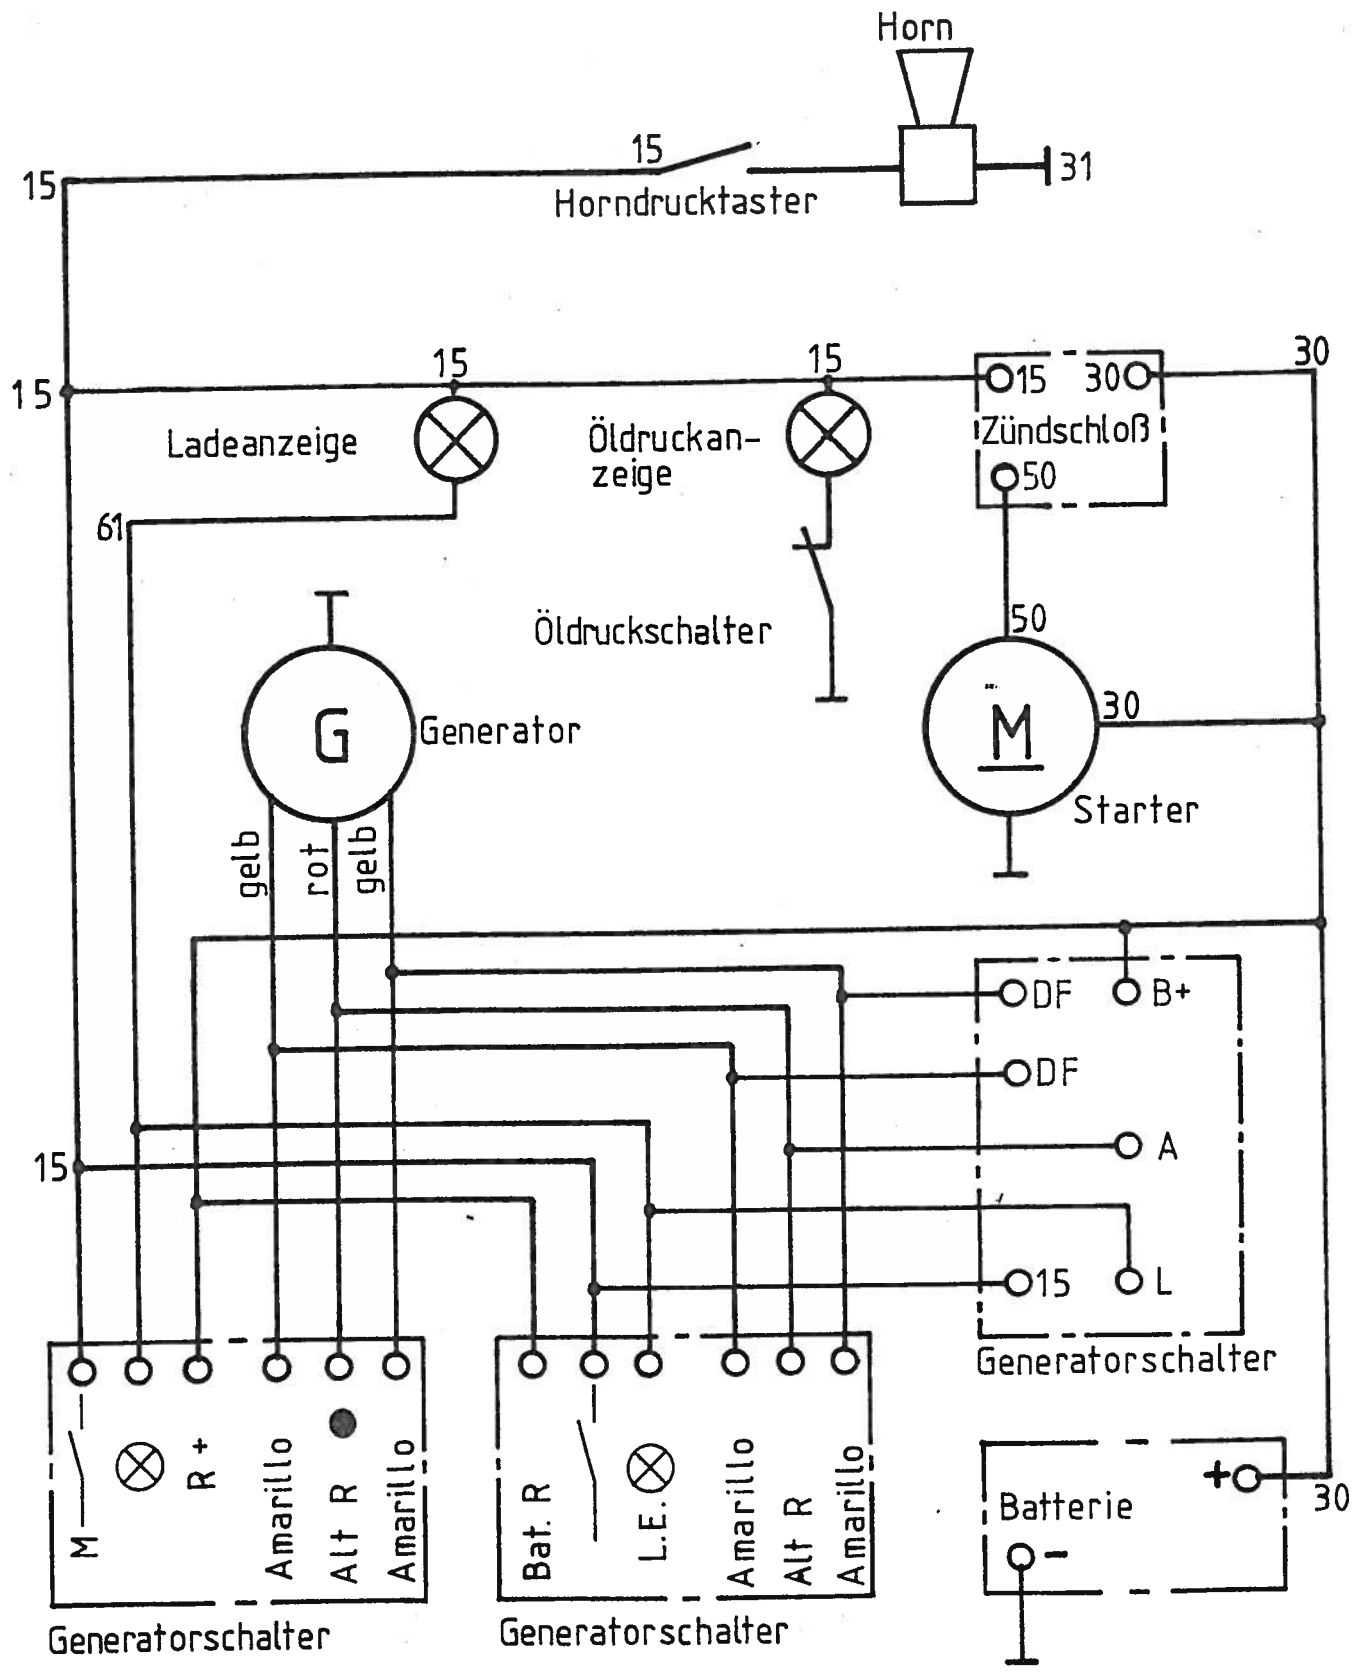 Horn
15
15
31
Horndrucktaster
15
15
15
15
30
30
30
Ladeanzeige
Öldruckan-
zeige
Zündschloß
50
61
50
Öldruckschalter
G
Generator
M
30
Starter
gelb
rot
gelb
DF
B+
DF
A
15
15
L
Generatorschalter
M
R +
Amarillo
Alt R
Amarillo
Bat. R
L.E.
Amarillo
Alt R
Amarillo
+
30
Batterie
-
Generatorschalter
Generatorschalter